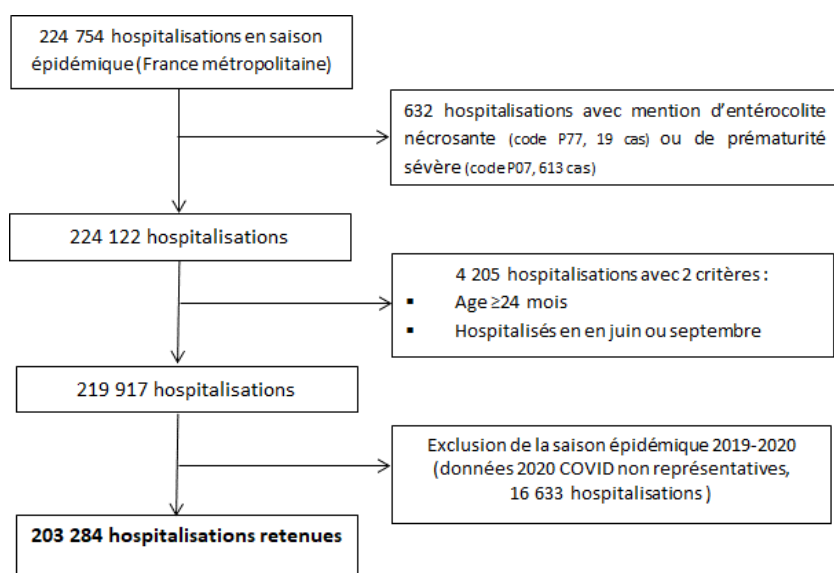 224 754 hospitalisations en saison
épidémique (France métropolitaine)
632 hospitalisations avec mention d'entérocolite
nécrosante (code P77, 19 cas) ou de prématurité
sévère (code P07, 613 cas)
224 122 hospitalisations
4 205 hospitalisations avec 2 critères :
▪ Age ≥24 mois
▪ Hospitalisés en en juin ou septembre
219 917 hospitalisations
Exclusion de la saison épidémique 2019-2020
(données 2020 COVID non représentatives,
16 633 hospitalisations )
203 284 hospitalisations retenues